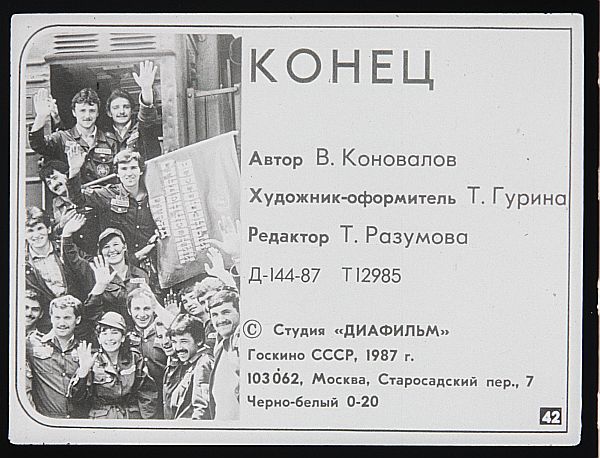 КОНЕЦ
Автор В. Коновалов
Художник-оформитель Т. Гурина
Редактор Т. Разумова
Д-144-87 Т12985
© Студия «ДИАФИЛЬМ»
Госкино СССР, 1987 г.
103062, Москва, Старосадский пер., 7
Черно-белый 0-20
42